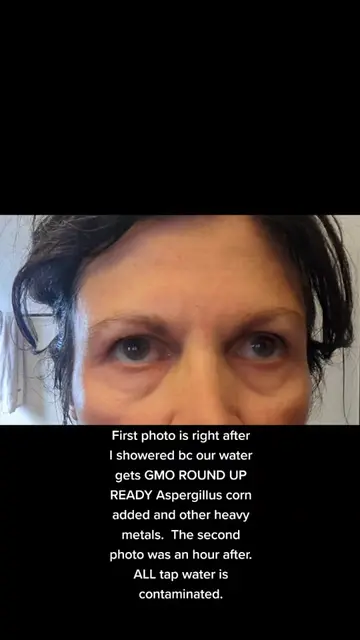 First photo is right after
I showered bc our water
gets GMO ROUND UP
READY Aspergillus corn
added and other heavy
metals.  The second
photo was an hour after.
ALL tap water is
contaminated.